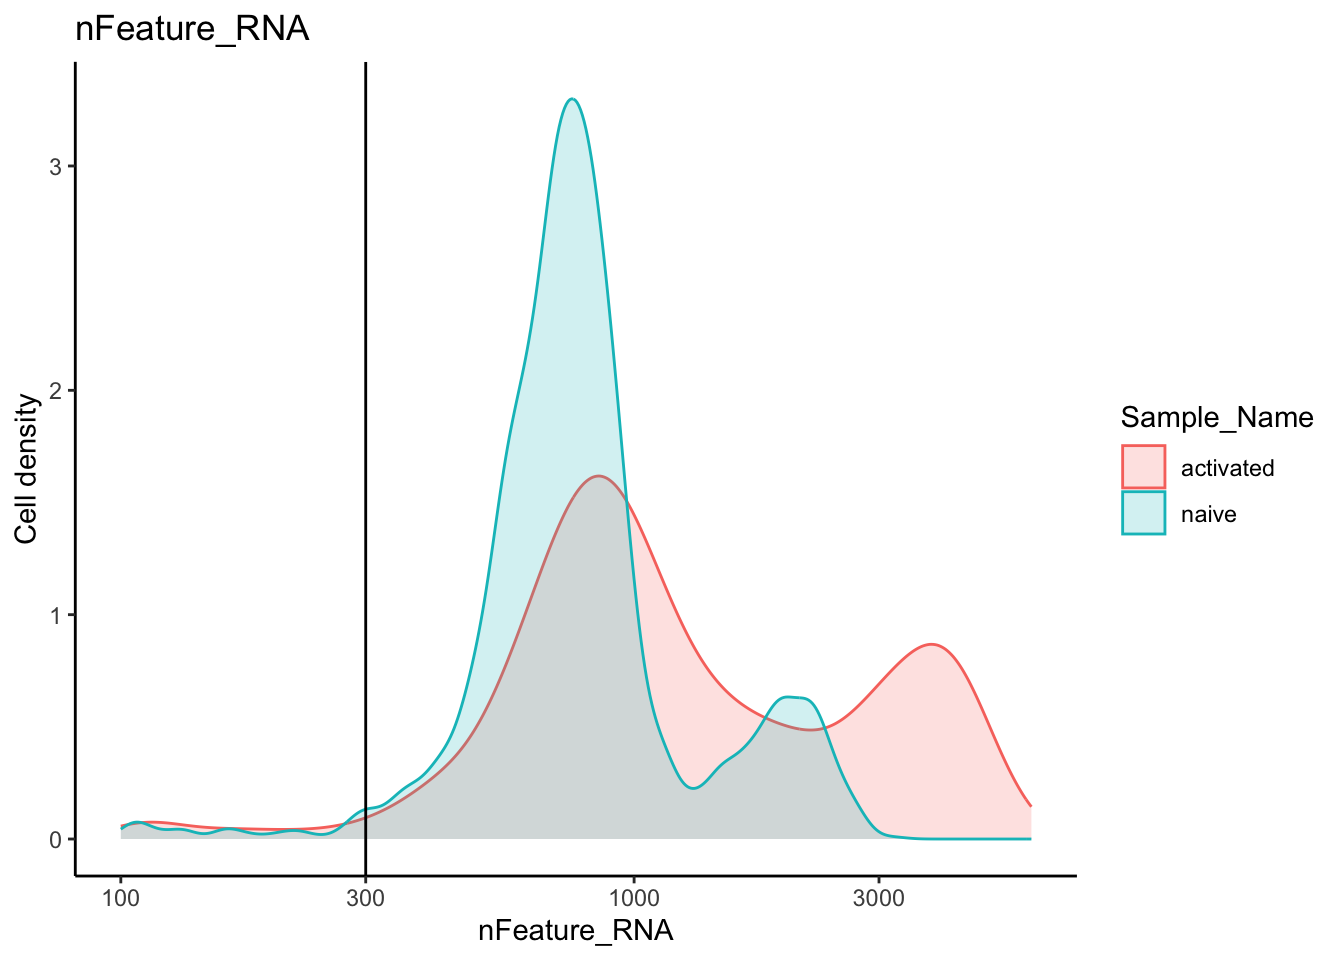 nFeature_RNA
3
2
1
0
Cell density
100 300 1000 3000
nFeature_RNA
Sample_Name
activated
naive